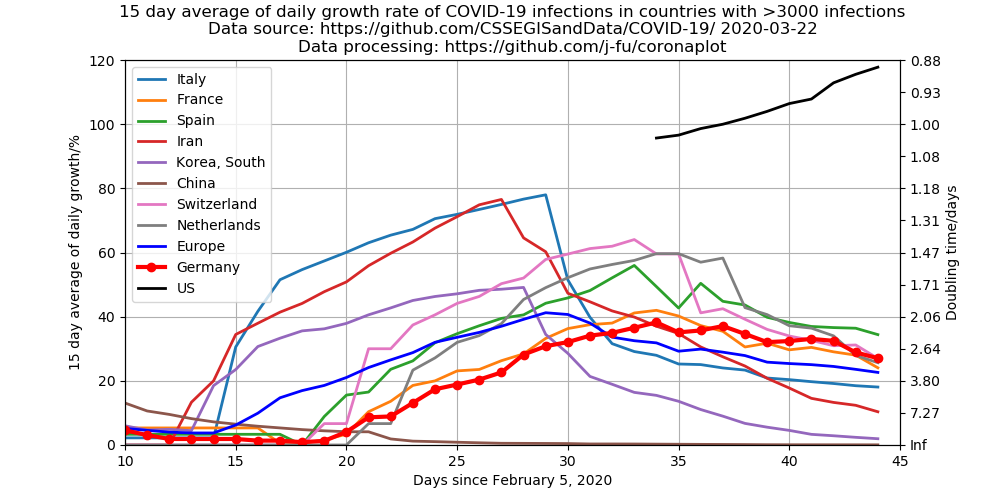 15 day average of daily growth rate of COVID-19 infections in countries with >3000 infections
Data source: https://github.com/CSSEGISandData/COVID-19/ 2020-03-22
Data processing: https://github.com/j-fu/coronaplot
120
100
80
60
40
20
0
15 day average of daily growth/%
Italy
France
Spain
Iran
Korea, South
China
Switzerland
Netherlands
Europe
Germany
US
0.88
0.93
1.00
1.08
1.18
1.31
1.47
1.71
2.06
2.64
3.80
7.27
Inf
Doubling time/days
10 15 20 25 30 35 40 45
Days since February 5, 2020